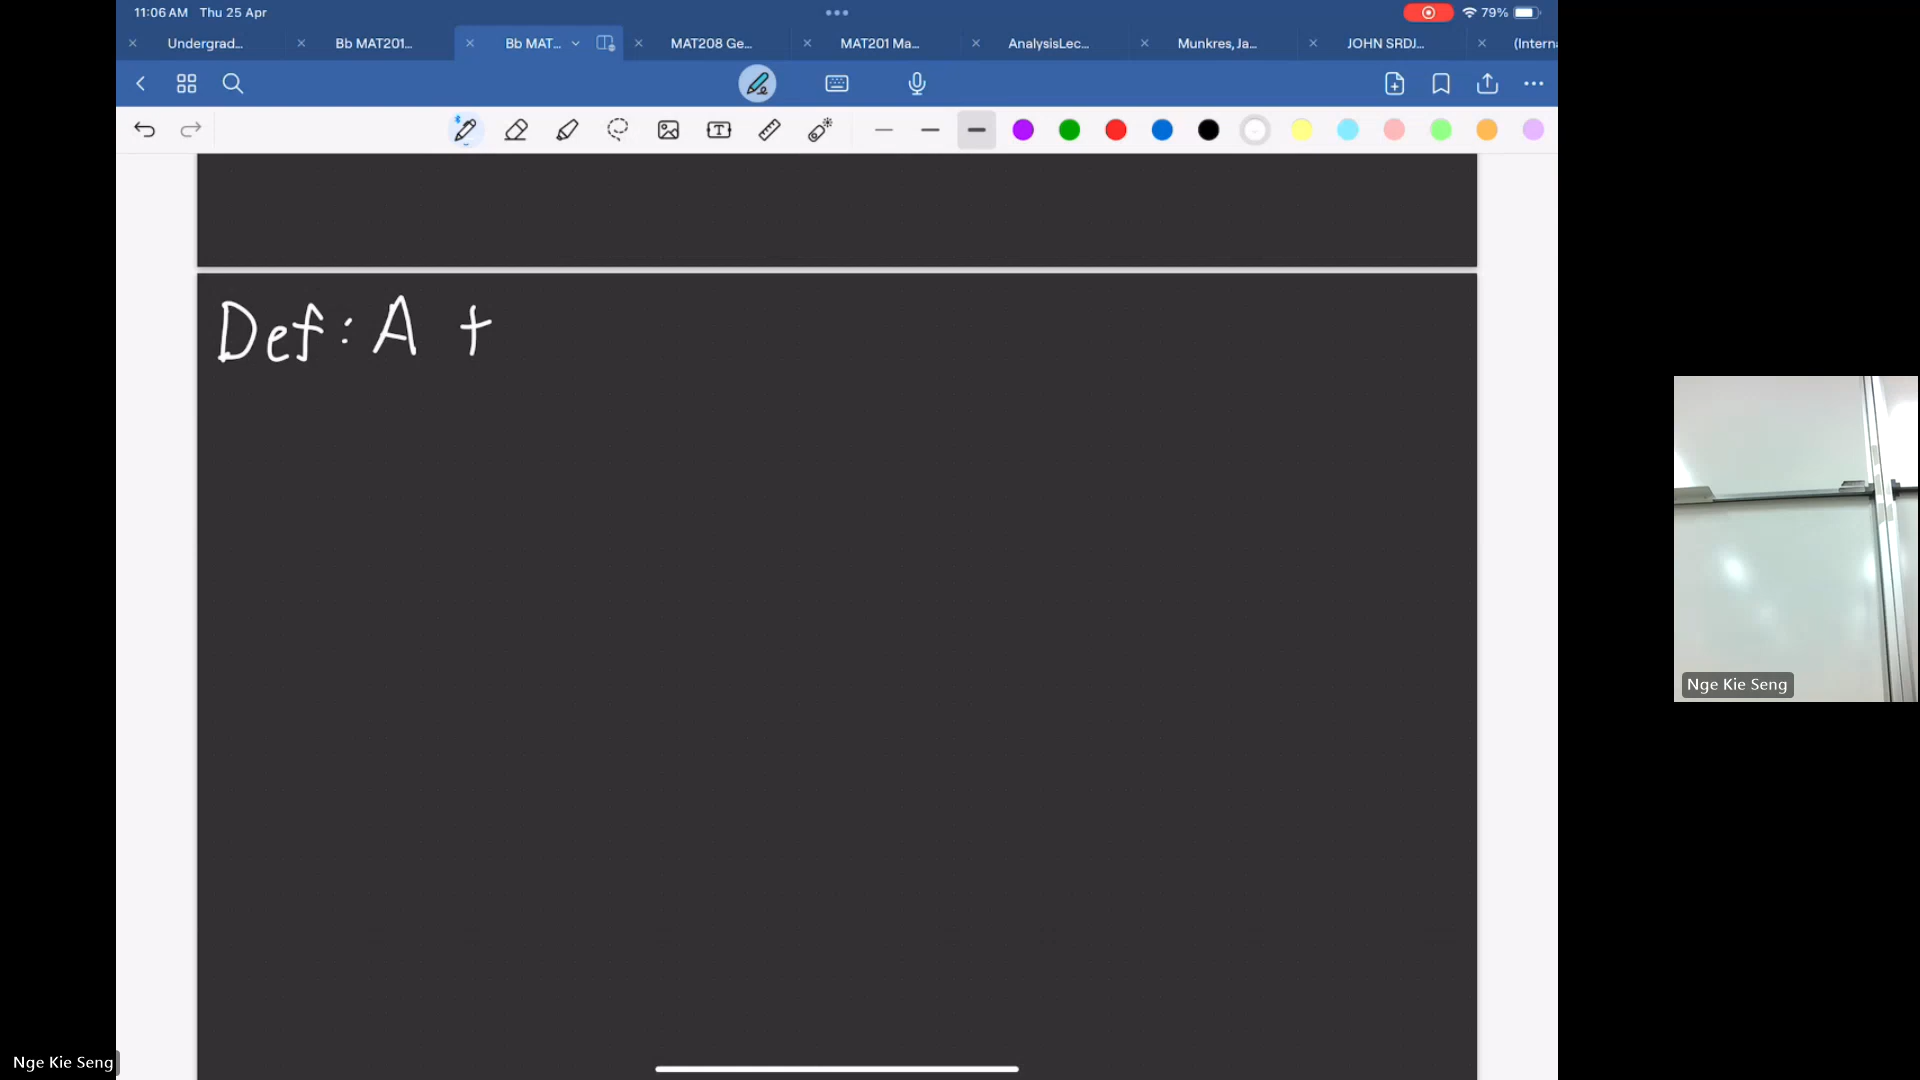 11:06 AM Thu 25 Apr
79%
Undergrad...
Bb MAT201...
Bb MAT...
MAT208 Ge...
MAT201 Ma...
AnalysisLec...
Munkres, Ja...
JOHN SRDJ...
(Intern
T
Def: A t
Nge Kie Seng
Nge Kie Seng